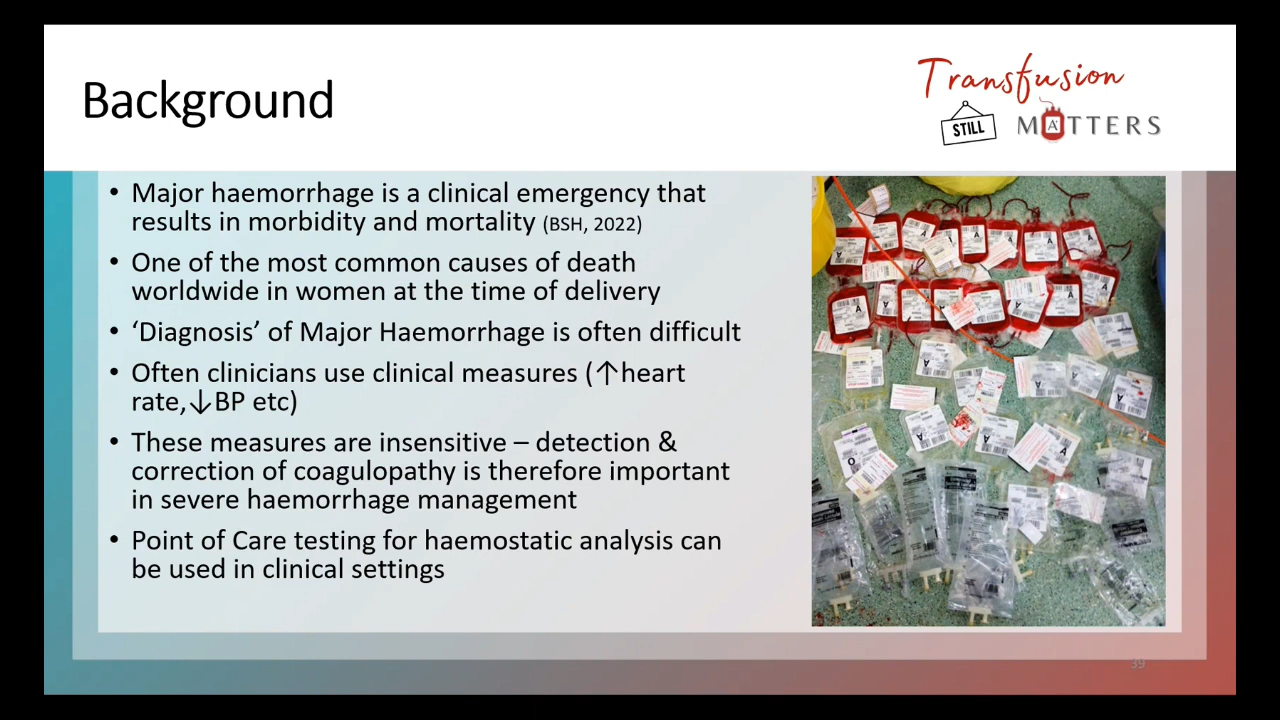 Background
Transfusion
STILL
MATTERS
• Major haemorrhage is a clinical emergency that
results in morbidity and mortality (BSH, 2022)
• One of the most common causes of death
worldwide in women at the time of delivery
• ‘Diagnosis’ of Major Haemorrhage is often difficult
• Often clinicians use clinical measures (↑heart
rate,↓BP etc)
• These measures are insensitive – detection &
correction of coagulopathy is therefore important
in severe haemorrhage management
• Point of Care testing for haemostatic analysis can
be used in clinical settings
39